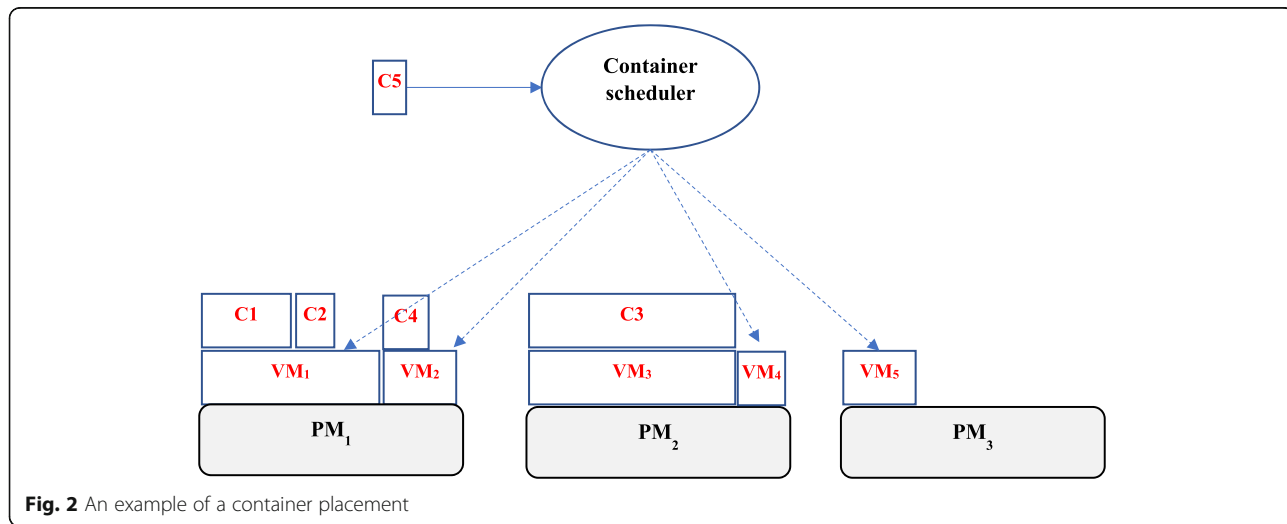 C5
Container
scheduler
C1 C2 C4 C3
VM₁ VM₂ VM₃ VM₄ VM₅
PM₁ PM₂ PM₃
Fig. 2 An example of a container placement